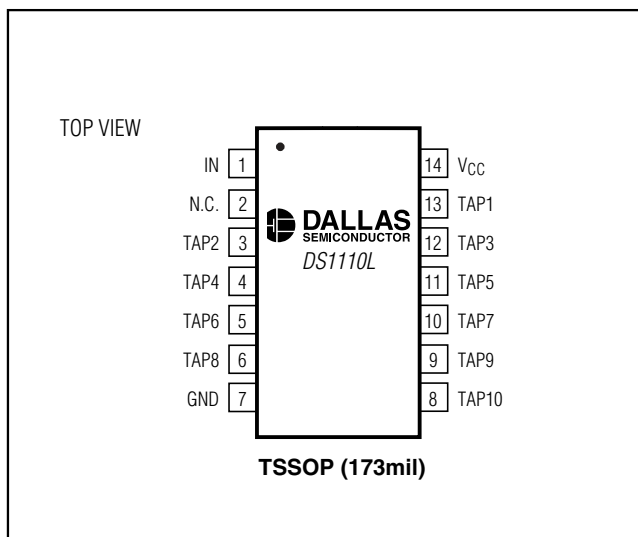 TOP VIEW
IN 1
N.C. 2
TAP2 3
TAP4 4
TAP6 5
TAP8 6
GND 7
DALLAS
SEMICONDUCTOR
DS1110L
14 VCC
13 TAP1
12 TAP3
11 TAP5
10 TAP7
9 TAP9
8 TAP10
TSSOP (173mil)